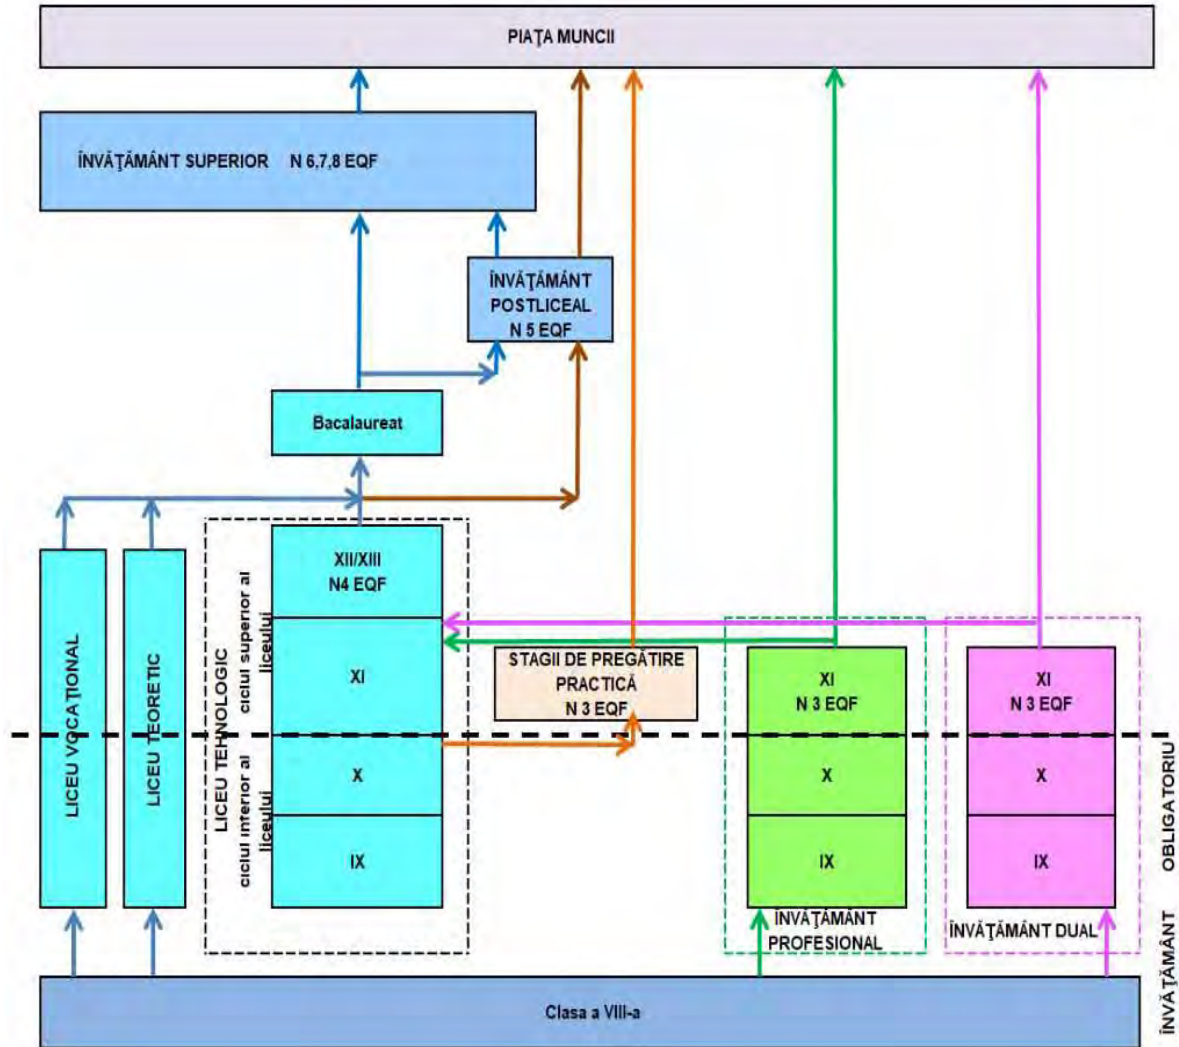 PIAŢA MUNCII
ÎNVĂŢĂMÂNT SUPERIOR N 6,7,8 EQF
ÎNVĂŢĂMÂNT
POSTLICEAL
N 5 EQF
Bacalaureat
LICEU VOCAŢIONAL
LICEU TEORETIC
LICEU TEHNOLOGIC
ciclul superior al
liceului
ciclul interior al
liceului
XII/XIII
N4 EQF
XI
X
IX
STAGII DE PREGĂTIRE
PRACTICĂ
N 3 EQF
XI
N 3 EQF
X
IX
ÎNVĂŢĂMÂNT
PROFESIONAL
XI
N 3 EQF
X
IX
ÎNVĂŢĂMÂNT DUAL
ÎNVĂŢĂMÂNT OBLIGATORIU
Clasa a VIII-a